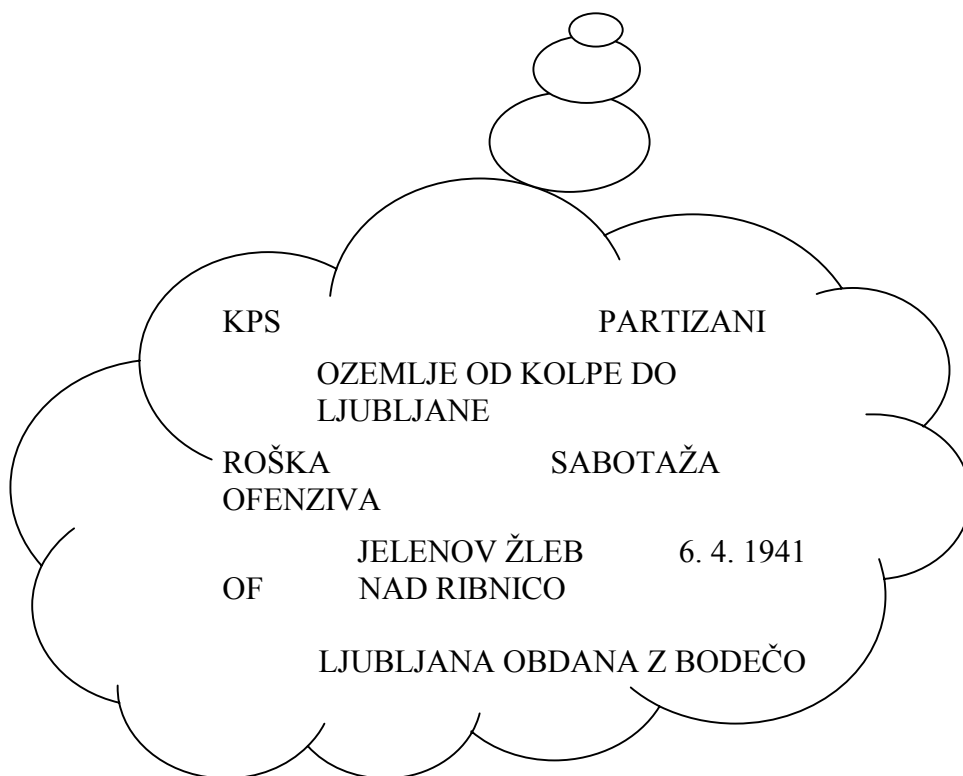 KPS PARTIZANI
OZEMLJE OD KOLPE DO
LJUBLJANE
ROŠKA SABOTAŽA
OFENZIVA
JELENOV ŽLEB 6. 4. 1941
OF NAD RIBNICO
LJUBLJANA OBDANA Z BODEČO